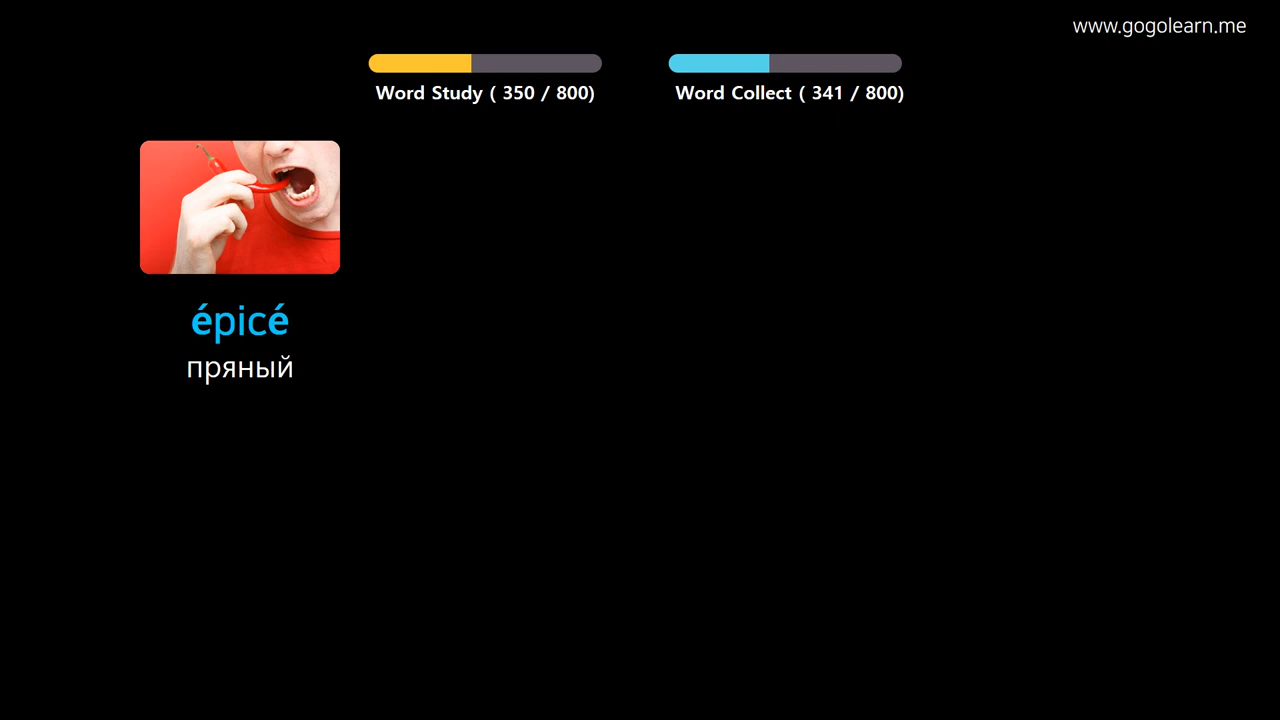 www.gogolearn.me
Word Study ( 350 / 800)
Word Collect ( 341 / 800)
épicé
пряный